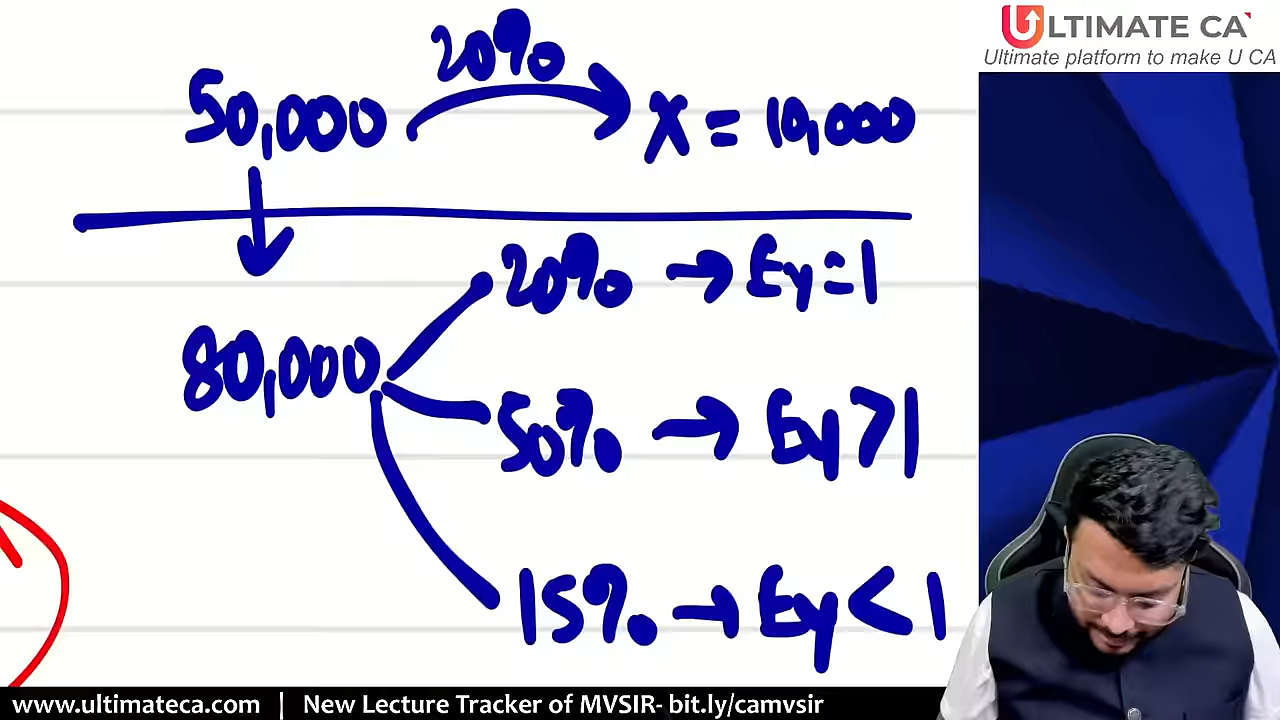 20%
50,000 → X = 10,000
80,000
20% → Ey = 1
50% → Ey > 1
15% → Ey < 1
ULTIMATE CA
Ultimate platform to make U CA
www.ultimateca.com | New Lecture Tracker of MVSIR- bit.ly/camvsir